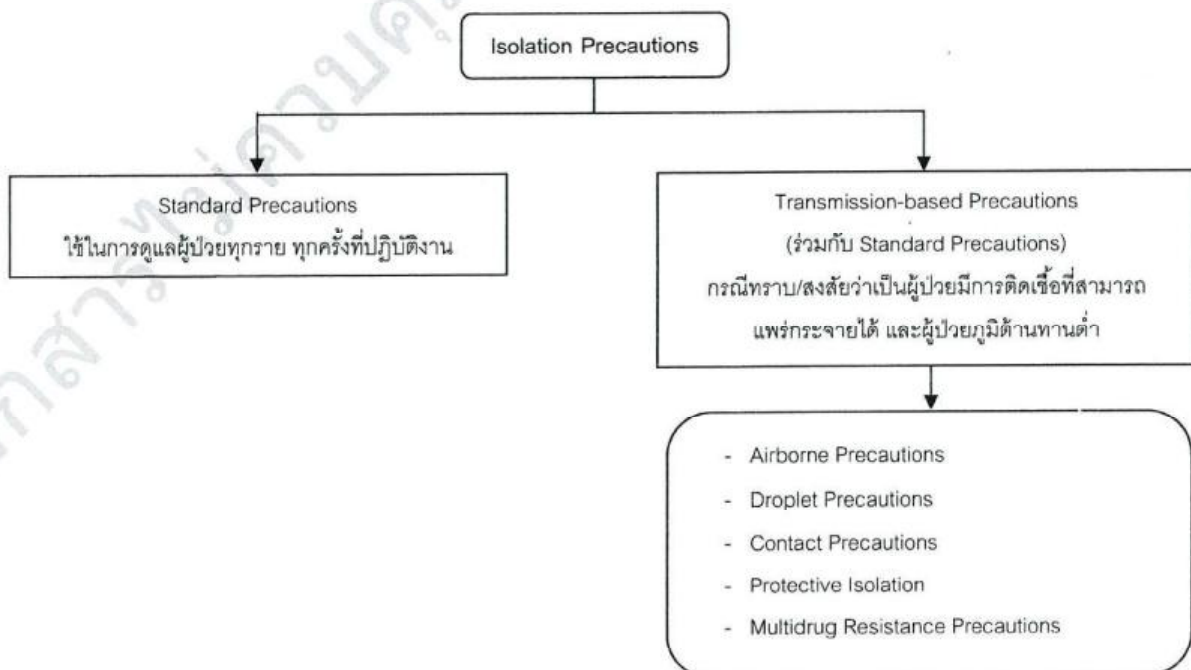 Isolation Precautions
Standard Precautions
ใช้ในการดูแลผู้ป่วยทุกราย ทุกครั้งที่ปฏิบัติงาน
Transmission-based Precautions
(ร่วมกับ Standard Precautions)
กรณีทราบ/สงสัยว่าเป็นผู้ป่วยมีการติดเชื้อที่สามารถ
แพร่กระจายได้ และผู้ป่วยภูมิต้านทานต่ำ
- Airborne Precautions
- Droplet Precautions
- Contact Precautions
- Protective Isolation
- Multidrug Resistance Precautions